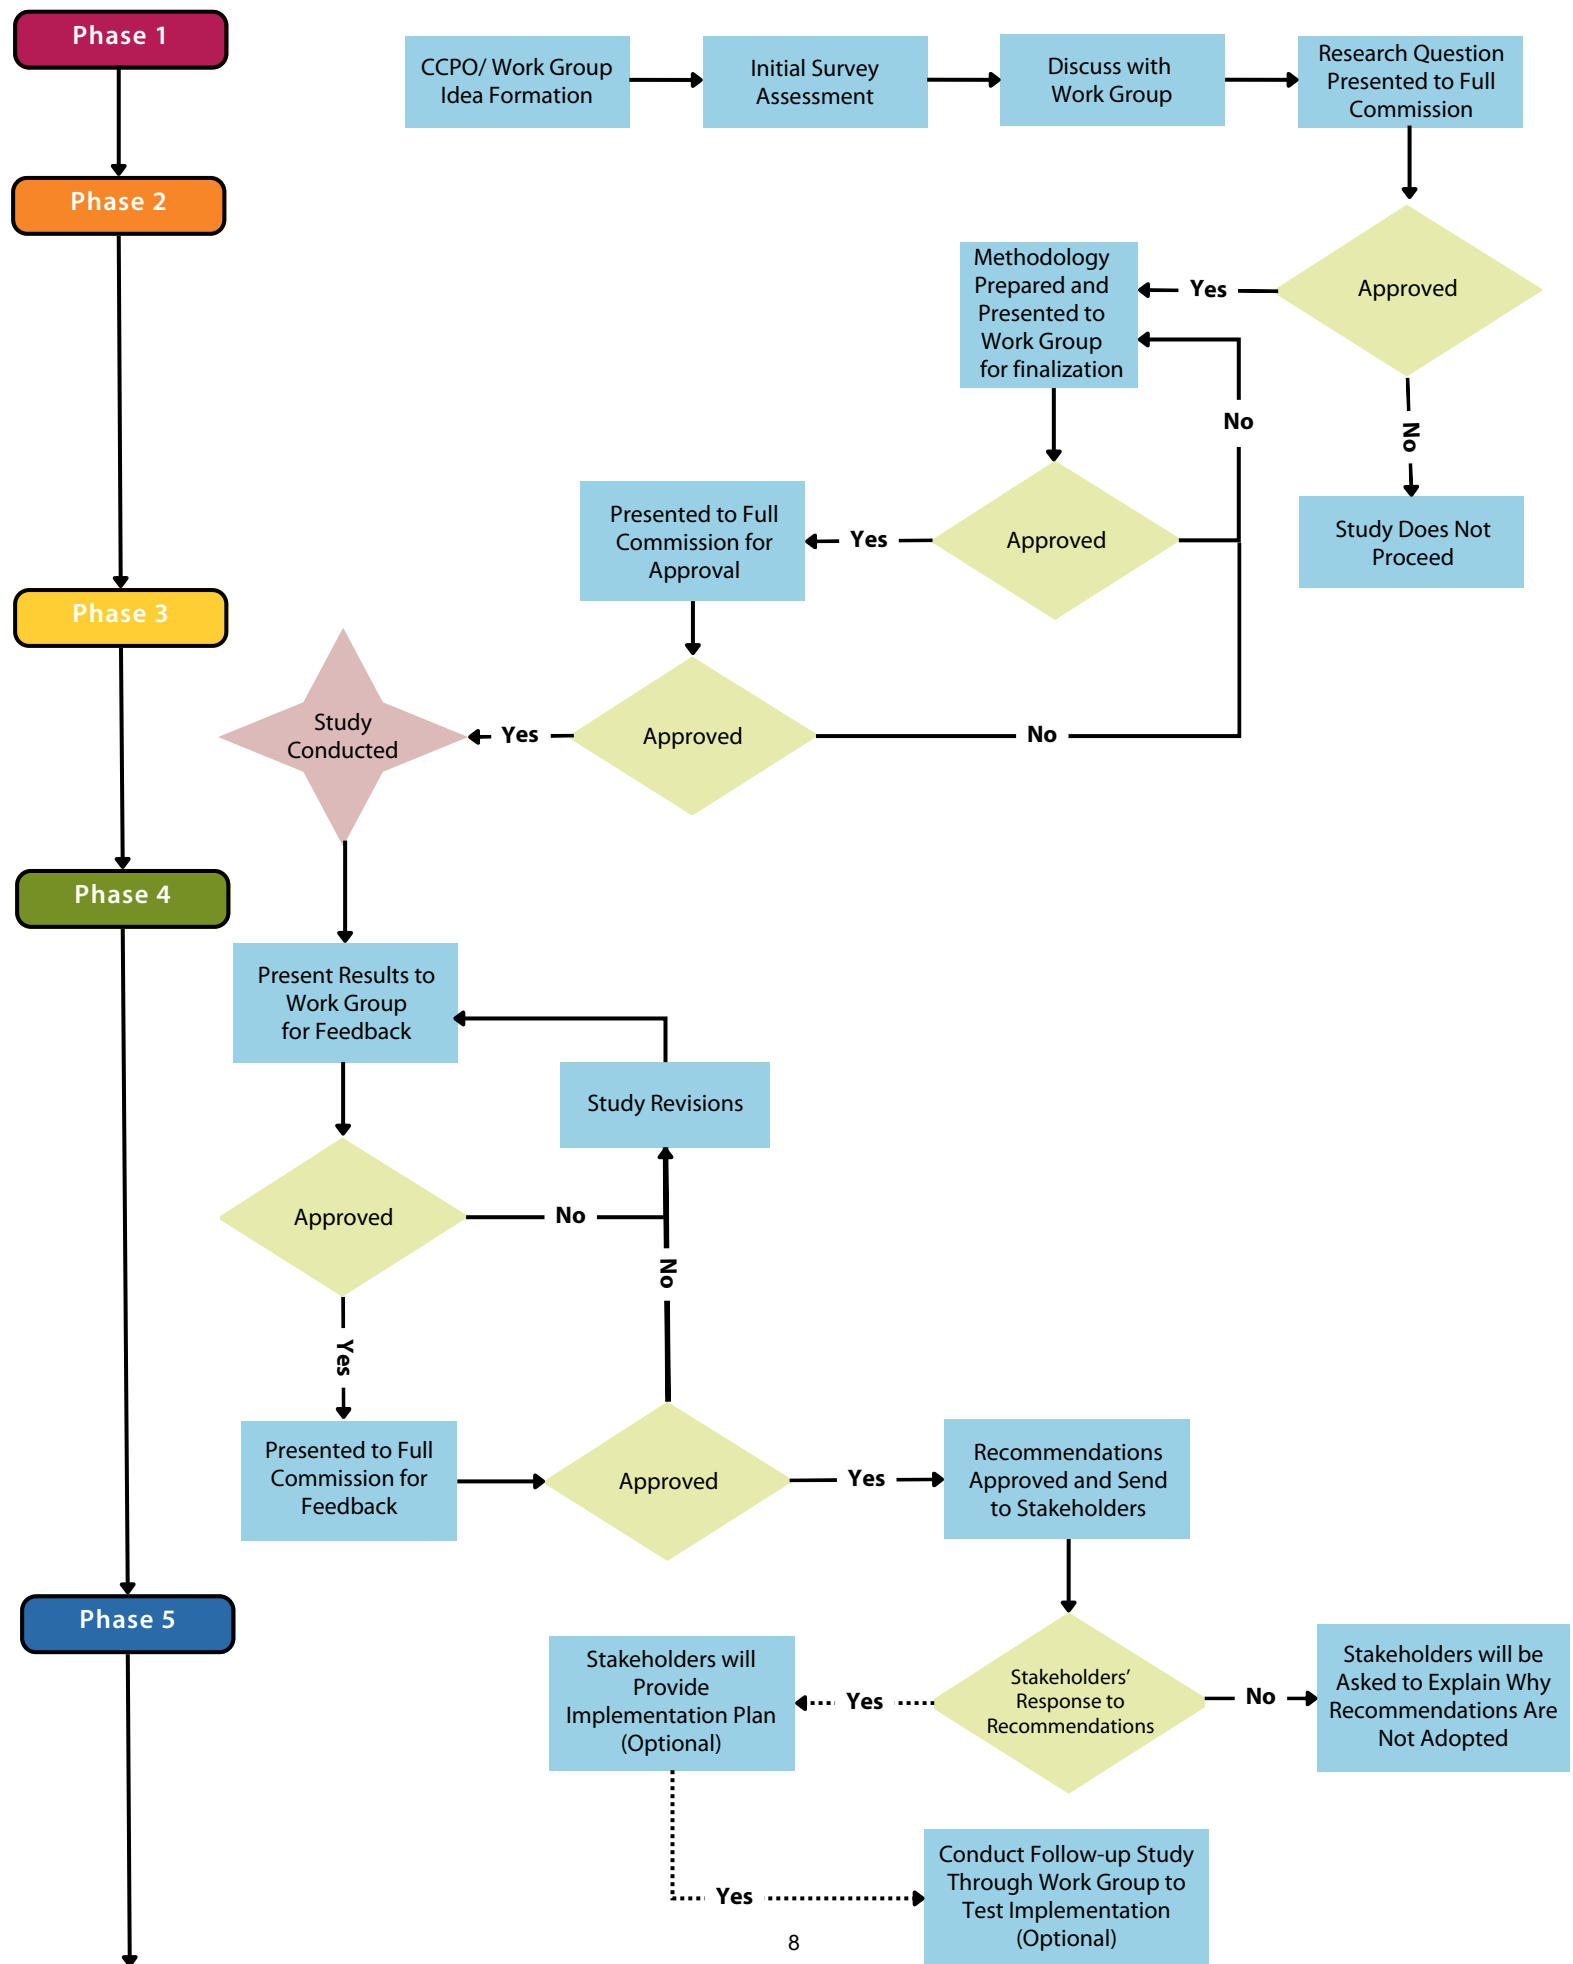 Phase 1
CCPO/ Work Group
Idea Formation
Initial Survey
Assessment
Discuss with
Work Group
Research Question
Presented to Full
Commission
Phase 2
Methodology
Prepared and
Presented to
Work Group
for finalization
Yes
Approved
No
No
Presented to Full
Commission for
Approval
Yes
Approved
Study Does Not
Proceed
Phase 3
Study
Conducted
Yes
Approved
No
Phase 4
Present Results to
Work Group
for Feedback
Study Revisions
Approved
No
No
Yes
Presented to Full
Commission for
Feedback
Approved
Yes
Recommendations
Approved and Send
to Stakeholders
Phase 5
Stakeholders will
Provide
Implementation Plan
(Optional)
Yes
Stakeholders’
Response to
Recommendations
No
Stakeholders will be
Asked to Explain Why
Recommendations Are
Not Adopted
Yes
Conduct Follow-up Study
Through Work Group to
Test Implementation
(Optional)
8